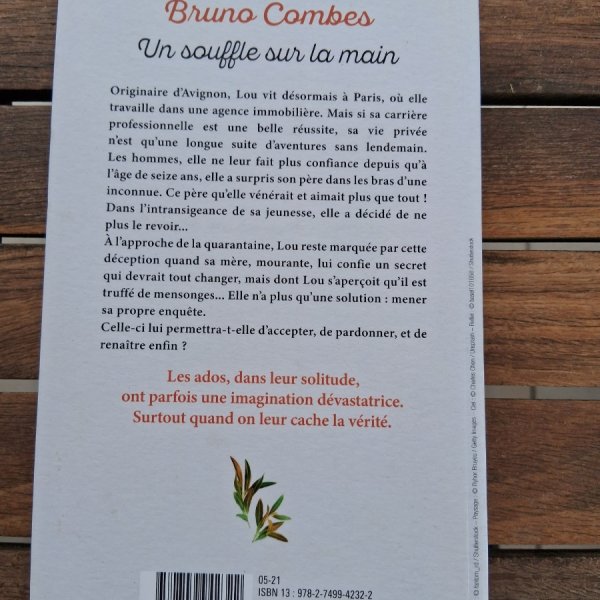 Bruno Combes
Un souffle sur la main
Originaire d'Avignon, Lou vit désormais à Paris, où elle
travaille dans une agence immobilière. Mais si sa carrière
professionnelle est une belle réussite, sa vie privée
n'est qu'une longue suite d'aventures sans lendemain.
Les hommes, elle ne leur fait plus confiance depuis qu'à
l'âge de seize ans, elle a surpris son père dans les bras d'une
inconnue. Ce père qu'elle vénérait et aimait plus que tout !
Dans l'intransigeance de sa jeunesse, elle a décidé de ne
plus le revoir...
À l'approche de la quarantaine, Lou reste marquée par cette
déception quand sa mère, mourante, lui confie un secret
qui devrait tout changer, mais dont Lou s'aperçoit qu'il est
truffé de mensonges... Elle n'a plus qu'une solution : mener
sa propre enquête.
Celle-ci lui permettra-t-elle d'accepter, de pardonner, et de
renaître enfin ?
Les ados, dans leur solitude,
ont parfois une imagination dévastatrice.
Surtout quand on leur cache la vérité.
05-21
ISBN 13 : 978-2-7499-4232-2